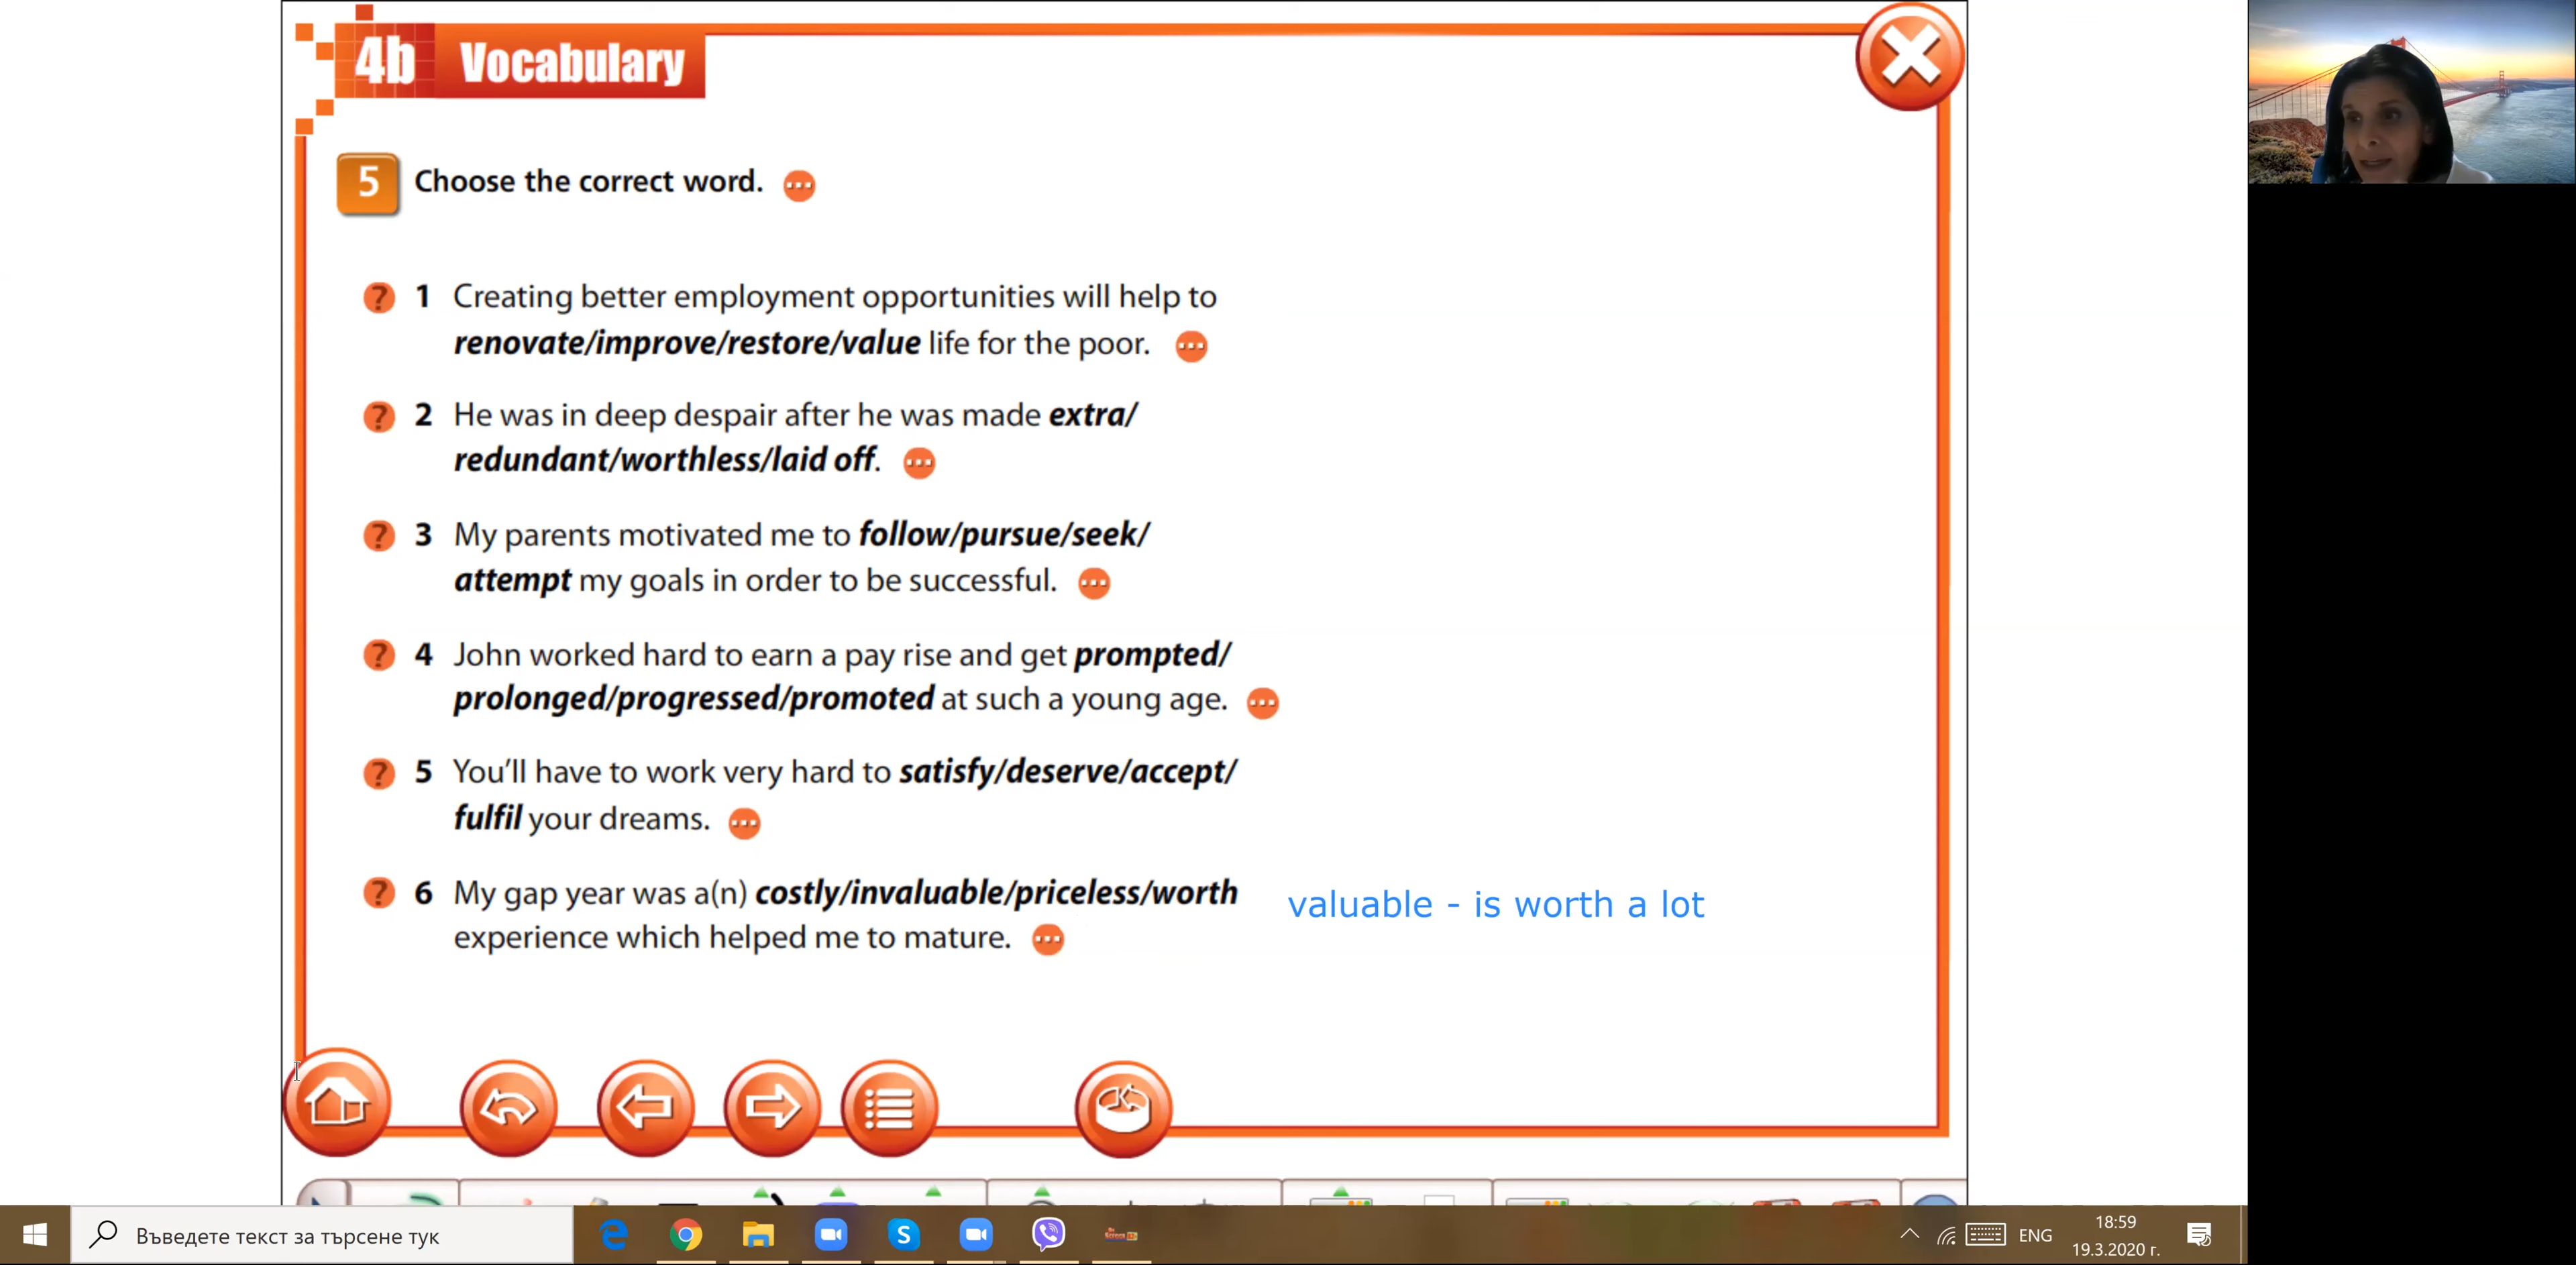 4b Vocabulary
5 Choose the correct word.
? 1 Creating better employment opportunities will help to
renovate/improve/restore/value life for the poor.
? 2 He was in deep despair after he was made extra/
redundant/worthless/laid off.
? 3 My parents motivated me to follow/pursue/seek/
attempt my goals in order to be successful.
? 4 John worked hard to earn a pay rise and get prompted/
prolonged/progressed/promoted at such a young age.
? 5 You'll have to work very hard to satisfy/deserve/accept/
fulfil your dreams.
? 6 My gap year was a(n) costly/invaluable/priceless/worth
experience which helped me to mature.
valuable - is worth a lot
Въведете текст за търсене тук
ENG
18:59
19.3.2020 г.